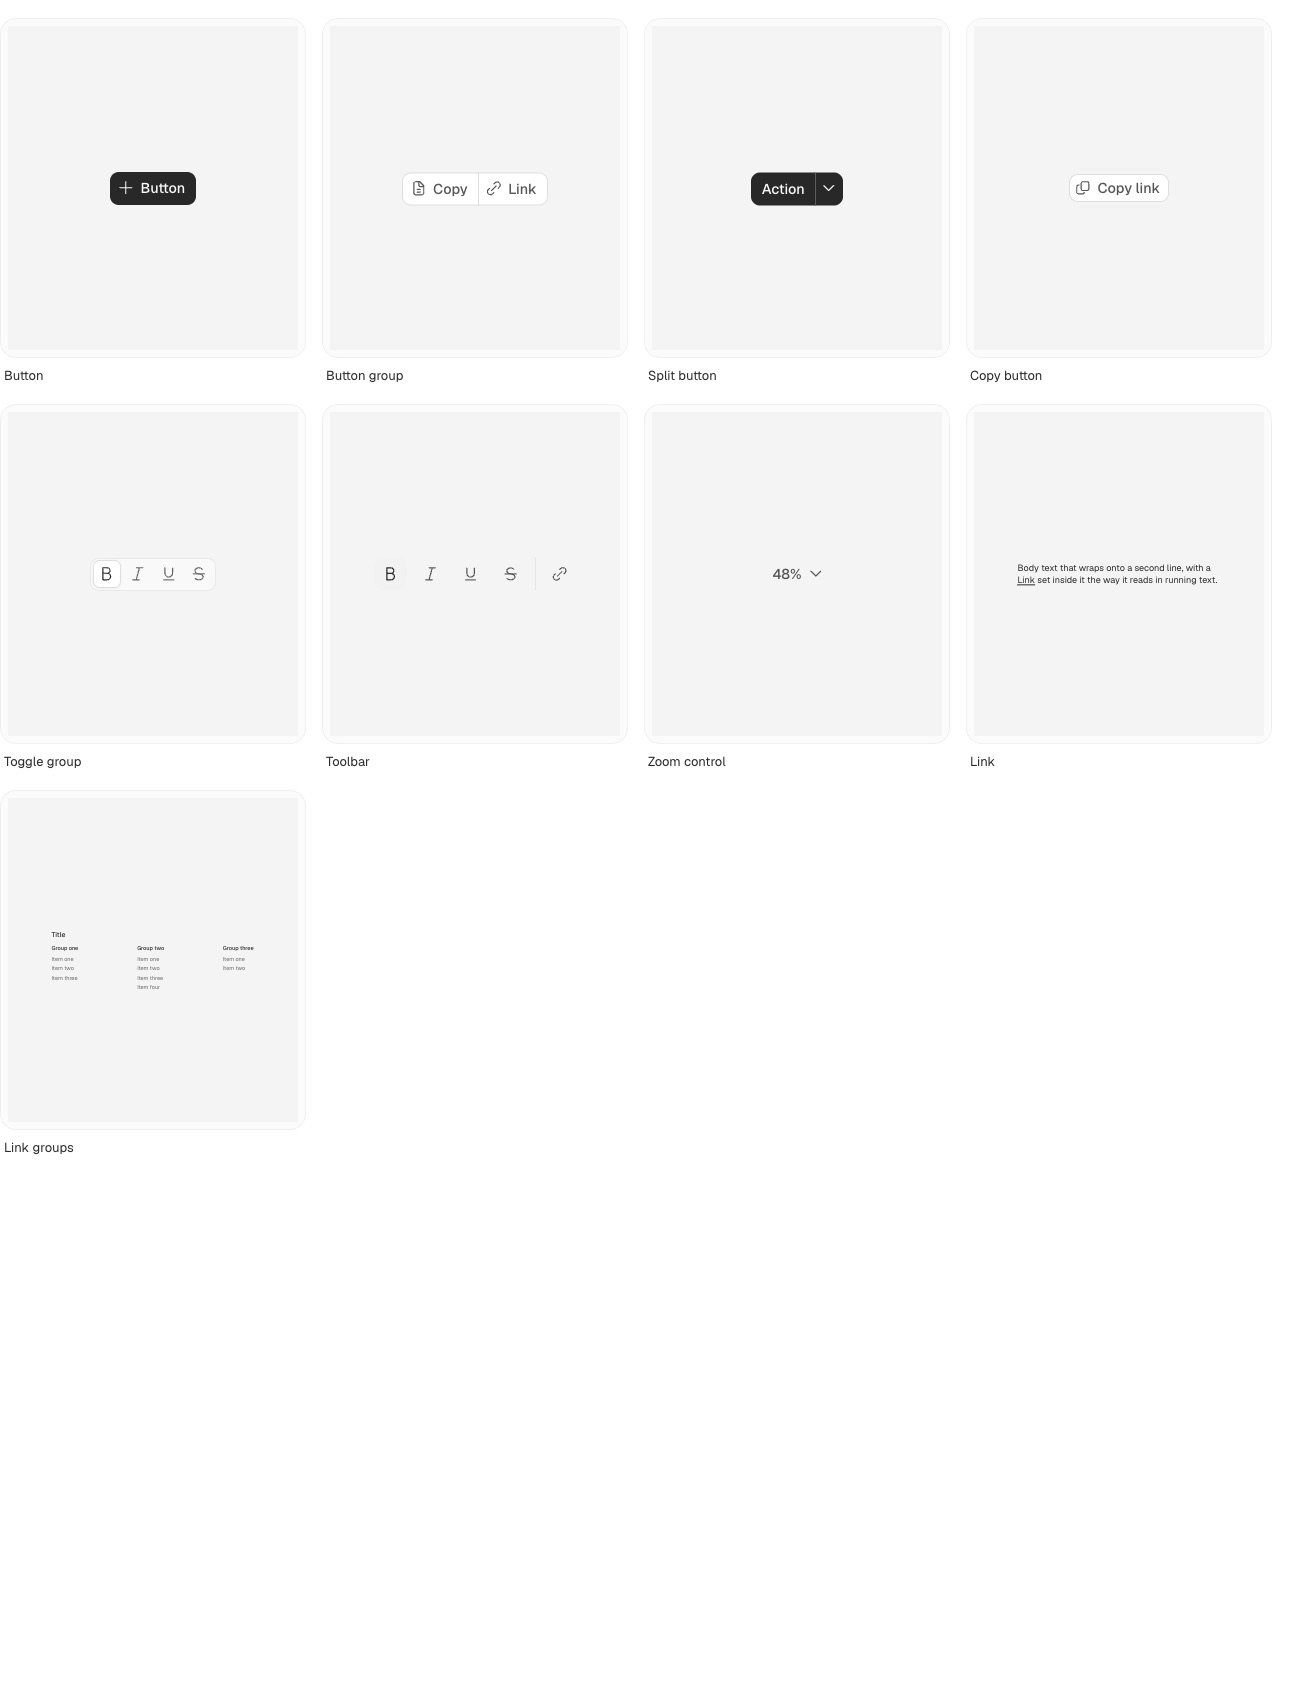 Button
Copy
Link
Action
Copy link
Button
Button group
Split button
Copy button
B I U S
B I U S
48%
Body text that wraps onto a second line, with a
Link set inside it the way it reads in running text.
Toggle group
Toolbar
Zoom control
Link
Title
Group one
Item one
Item two
Item three
Group two
Item one
Item two
Item three
Item four
Group three
Item one
Item two
Link groups